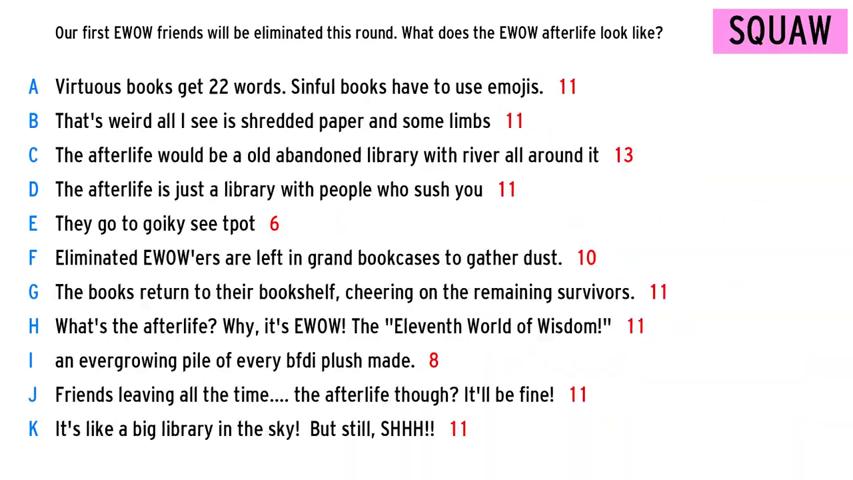 Our first EWOW friends will be eliminated this round. What does the EWOW afterlife look like?
SQUAW
A Virtuous books get 22 words. Sinful books have to use emojis. 11
B That's weird all I see is shredded paper and some limbs 11
C The afterlife would be a old abandoned library with river all around it 13
D The afterlife is just a library with people who sush you 11
E They go to goiky see tpot 6
F Eliminated EWOW'ers are left in grand bookcases to gather dust. 10
G The books return to their bookshelf, cheering on the remaining survivors. 11
H What's the afterlife? Why, it's EWOW! The "Eleventh World of Wisdom!" 11
I an evergrowing pile of every bfdi plush made. 8
J Friends leaving all the time.... the afterlife though? It'll be fine! 11
K It's like a big library in the sky!  But still, SHHH!! 11